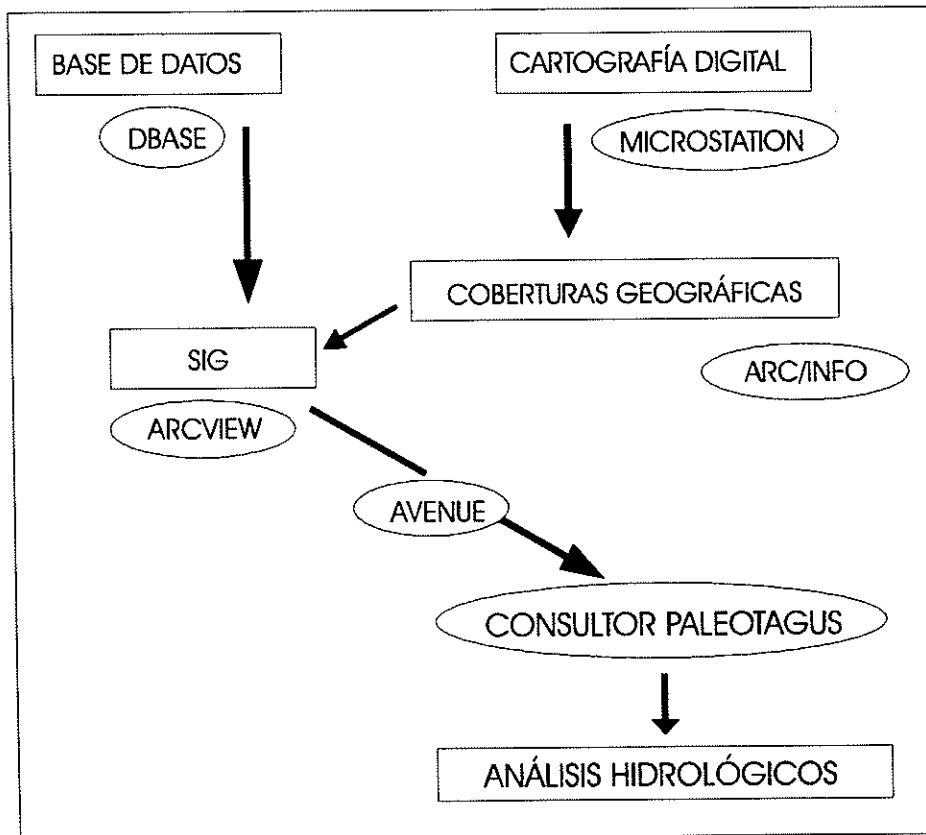 BASE DE DATOS
CARTOGRAFÍA DIGITAL
DBASE
MICROSTATION
COBERTURAS GEOGRÁFICAS
SIG
ARC/INFO
ARCVIEW
AVENUE
CONSULTOR PALEOTAGUS
ANÁLISIS HIDROLÓGICOS